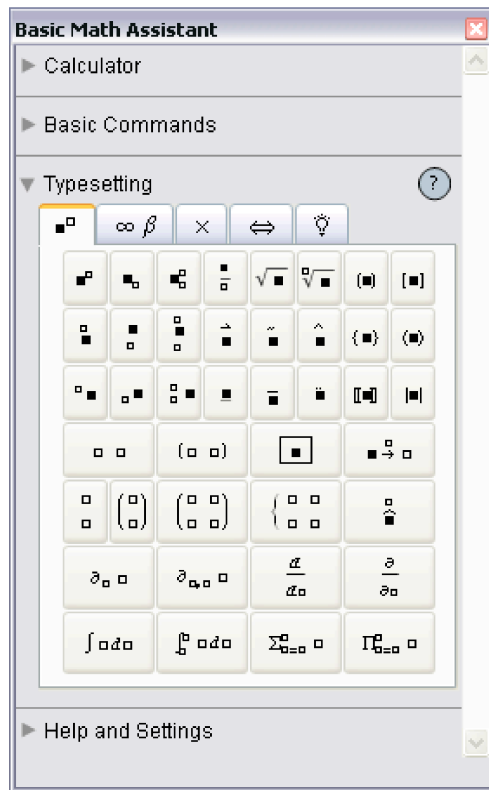 Basic Math Assistant
Calculator
Basic Commands
Typesetting ?
■▫ ∞ β × ⇔
■▫ ■▫ ■▫▫ ■/▫ √■ ▫√■ (■) [■]
▫■ ■▫ ▫■▫ ⇀■ ~■ ^■ {■} ⟨■⟩
▫■ ▫■ ▫▫■ ■ ■ ■ ⟦■⟧ |■|
▫ ▫ (▫ ▫) ■ ■ →▫ ▫
▫ ▫ (▫ ▫) (▫ ▫ ▫ ▫) { ▫ ▫ ▫ ▫ ▫ ■
∂▫ ▫ ∂▫,▫ ▫ d/d▫ ∂/∂▫
∫▫d▫ ∫▫▫ ▫d▫ Σ▫▫=▫ ▫ Π▫▫=▫ ▫
Help and Settings